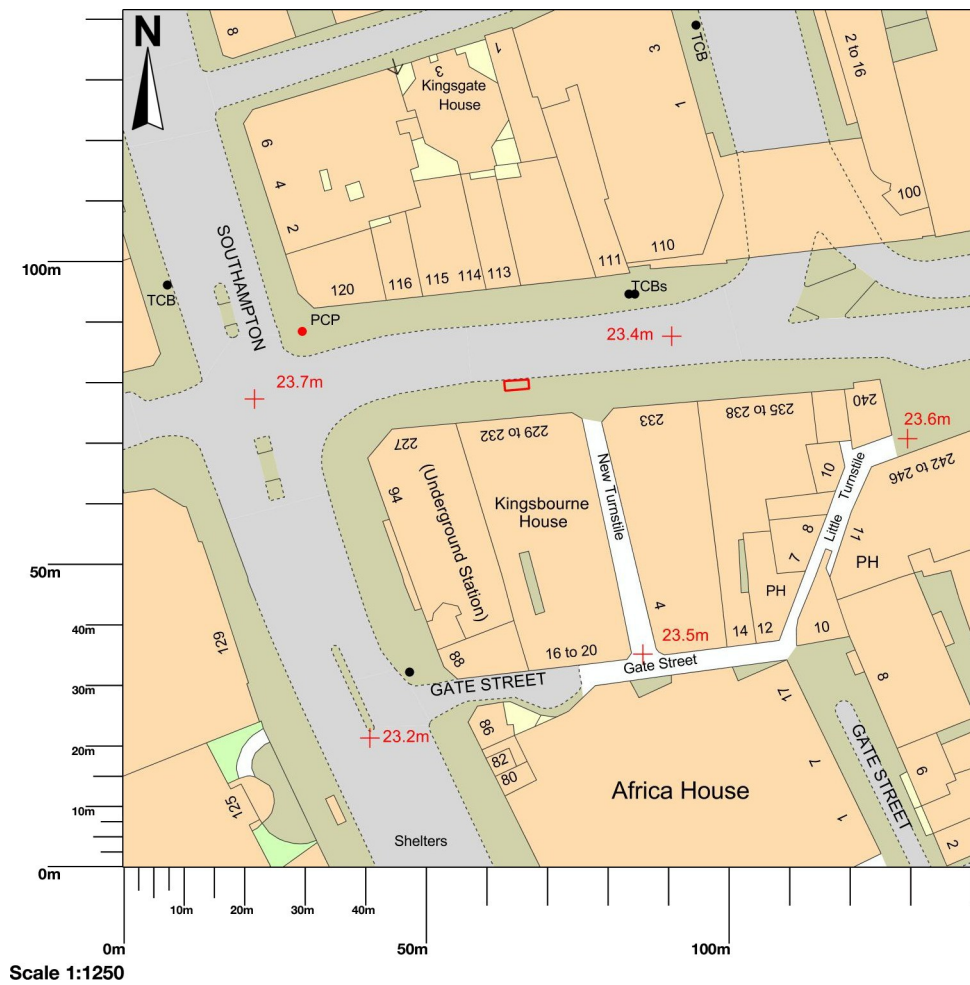 N
8
3
Kingsgate
House
1
3
1
TCB
2 to 16
100
6
4
2
SOUTHAMPTON
TCB
120
116
115
114
113
111
110
TCBs
PCP
23.4m
23.7m
100m
227
229 to 232
233
235 to 238
240
23.6m
242 to 246
94
(Underground Station)
Kingsbourne
House
New Turnstile
10
8
7
Little Turnstile
11
PH
PH
50m
40m
30m
20m
10m
0m
129
88
16 to 20
4
23.5m
14
12
10
Gate Street
GATE STREET
23.2m
86
82
80
17
7
1
Africa House
8
GATE STREET
9
2
125
Shelters
10m
20m
30m
40m
0m
50m
100m
Scale 1:1250